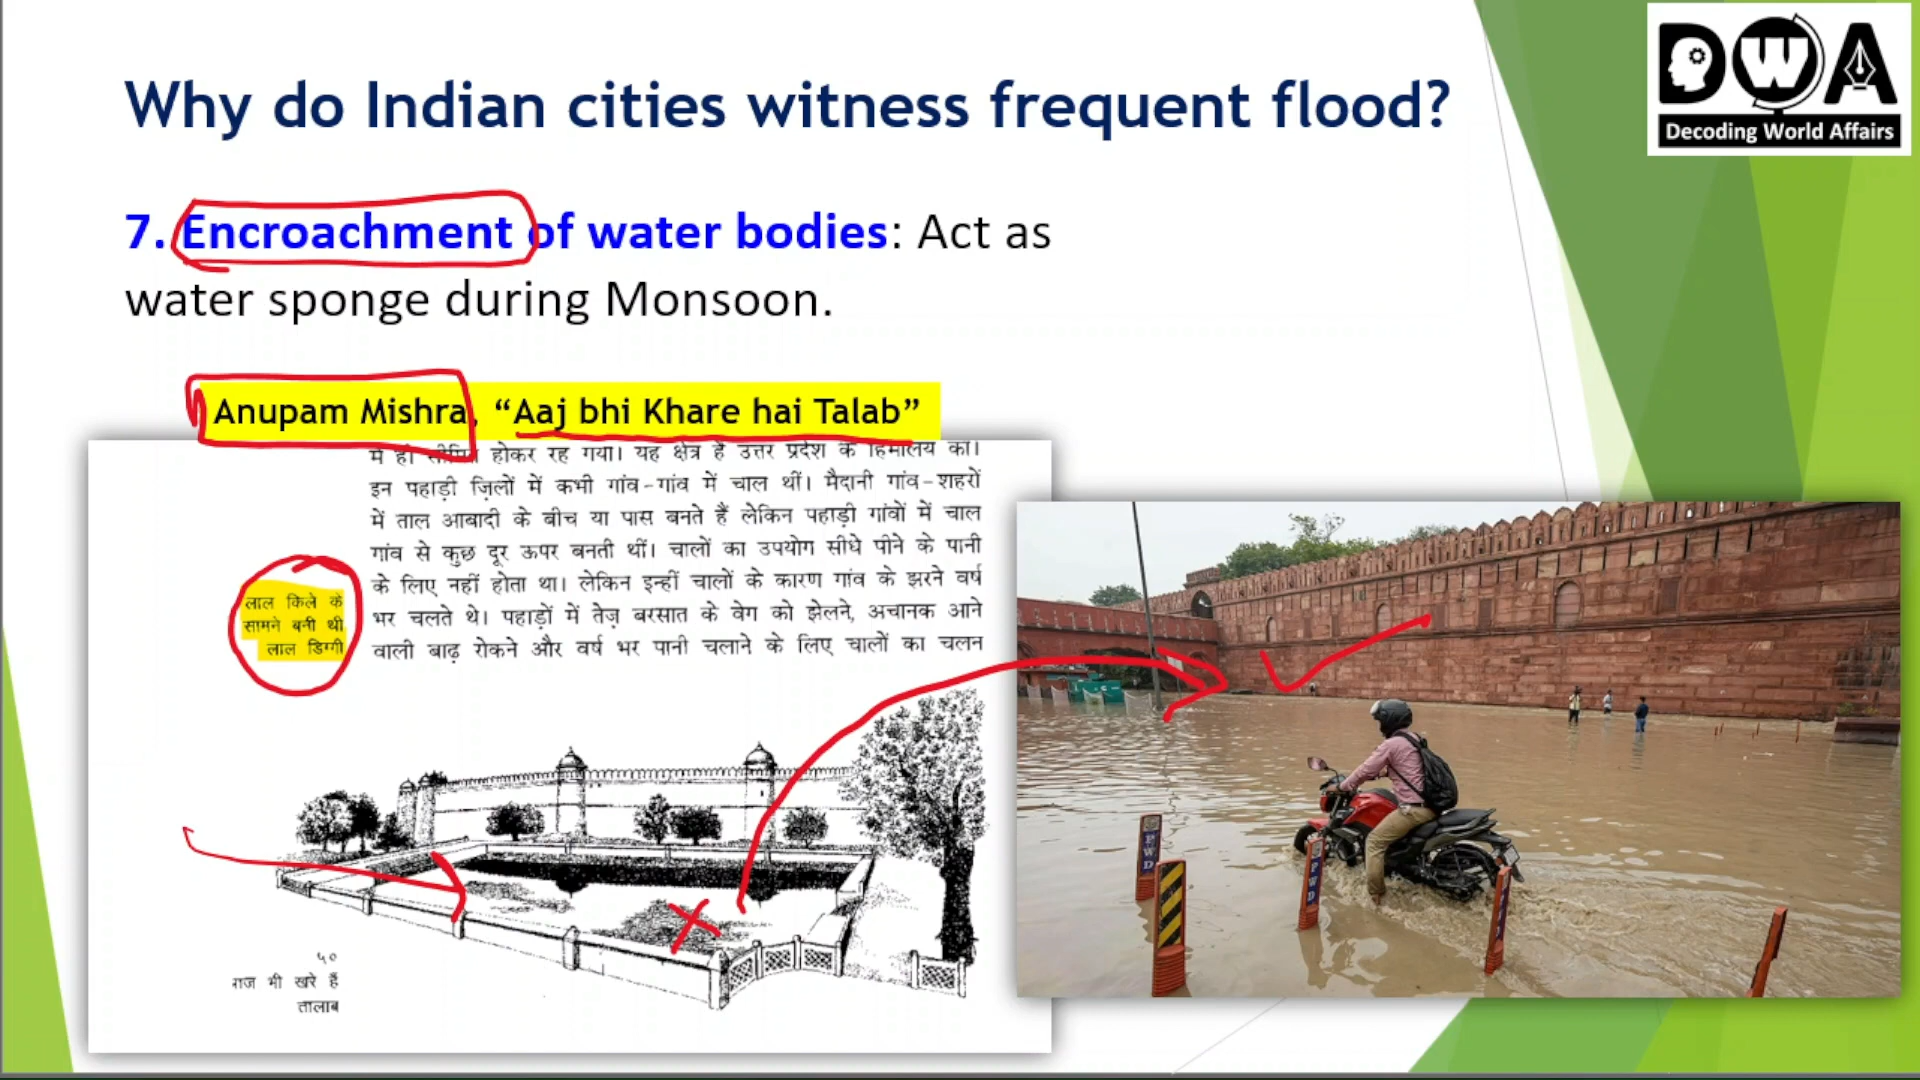 Why do Indian cities witness frequent flood?
DWA
Decoding World Affairs
7. Encroachment of water bodies: Act as
water sponge during Monsoon.
Anupam Mishra, “Aaj bhi Khare hai Talab”
में ही सीमित होकर रह गया। यह क्षेत्र है उत्तर प्रदेश के हिमालय का।
इन पहाड़ी ज़िलों में कभी गांव-गांव में चाल थीं। मैदानी गांव-शहरों
में ताल आबादी के बीच या पास बनते हैं लेकिन पहाड़ी गांवों में चाल
गांव से कुछ दूर ऊपर बनती थीं। चालों का उपयोग सीधे पीने के पानी
के लिए नहीं होता था। लेकिन इन्हीं चालों के कारण गांव के झरने वर्ष
भर चलते थे। पहाड़ों में तेज़ बरसात के वेग को झेलने, अचानक आने
वाली बाढ़ रोकने और वर्ष भर पानी चलाने के लिए चालों का चलन
लाल किले के
सामने बनी थी
लाल डिग्गी
५०
राज भी खरे हैं
तालाब
PWD
PWD